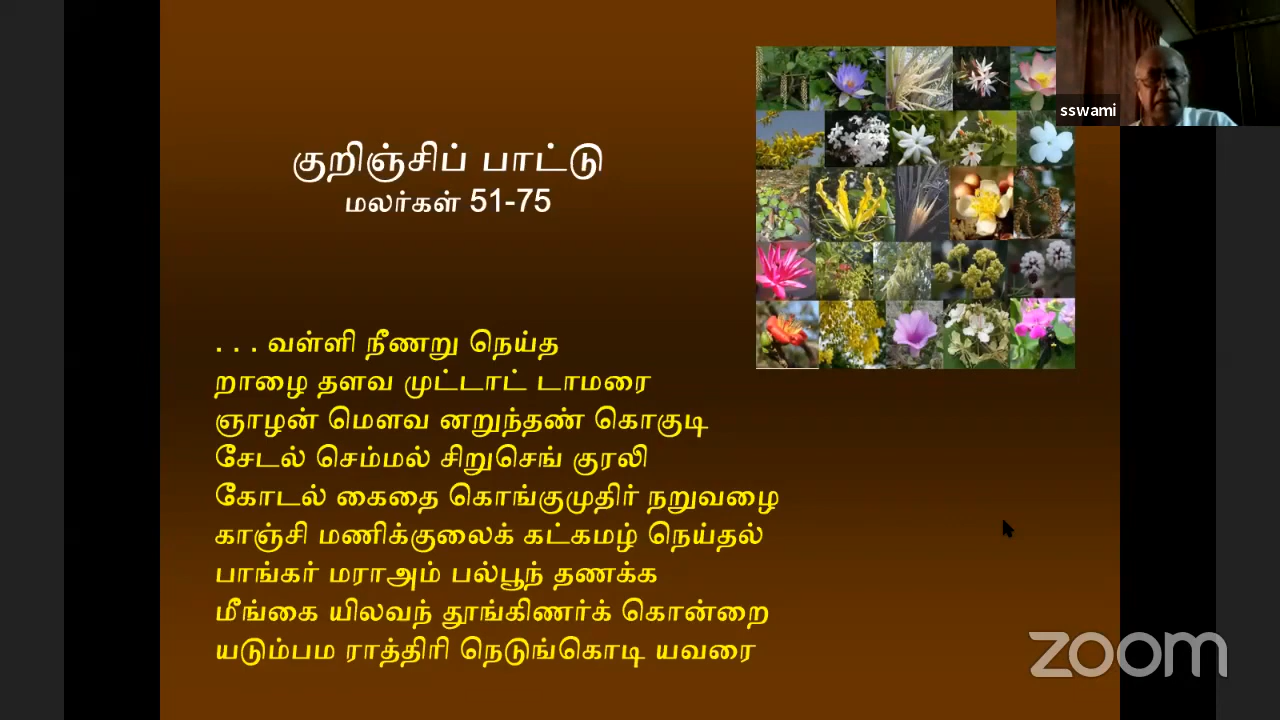 sswami
குறிஞ்சிப் பாட்டு
மலர்கள் 51-75
. . . வள்ளி நீணறு நெய்த
றாழை தளவ முட்டாட் டாமரை
ஞாழன் மௌவ னறுந்தண் கொகுடி
சேடல் செம்மல் சிறுசெங் குரலி
கோடல் கைதை கொங்குமுதிர் நறுவழை
காஞ்சி மணிக்குலைக் கட்கமழ் நெய்தல்
பாங்கர் மராஅம் பல்பூந் தணக்க
மீங்கை யிலவந் தூங்கிணர்க் கொன்றை
யடும்பம ராத்திரி நெடுங்கொடி யவரை
zoom